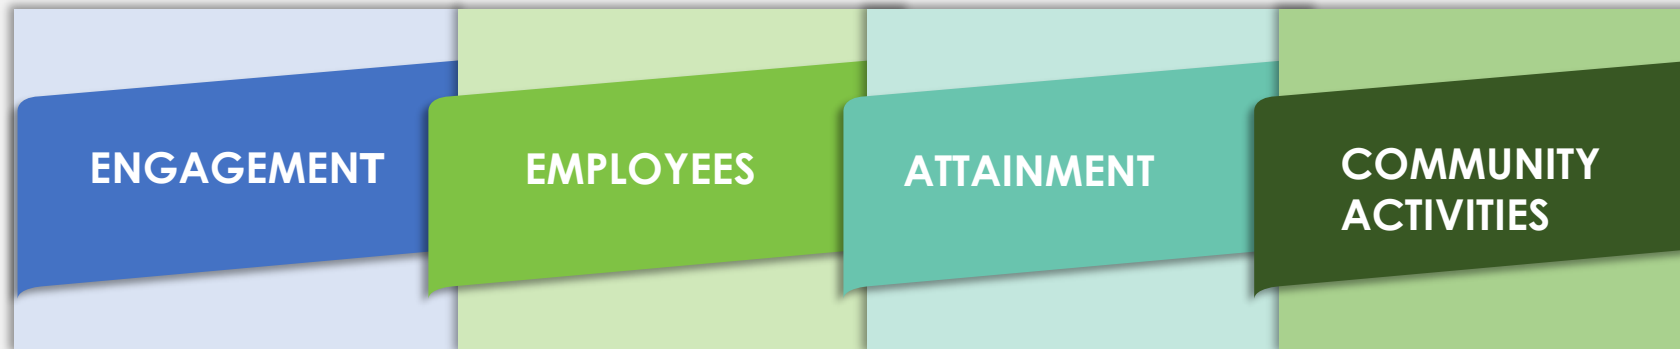 ENGAGEMENT
EMPLOYEES
ATTAINMENT
COMMUNITY
ACTIVITIES